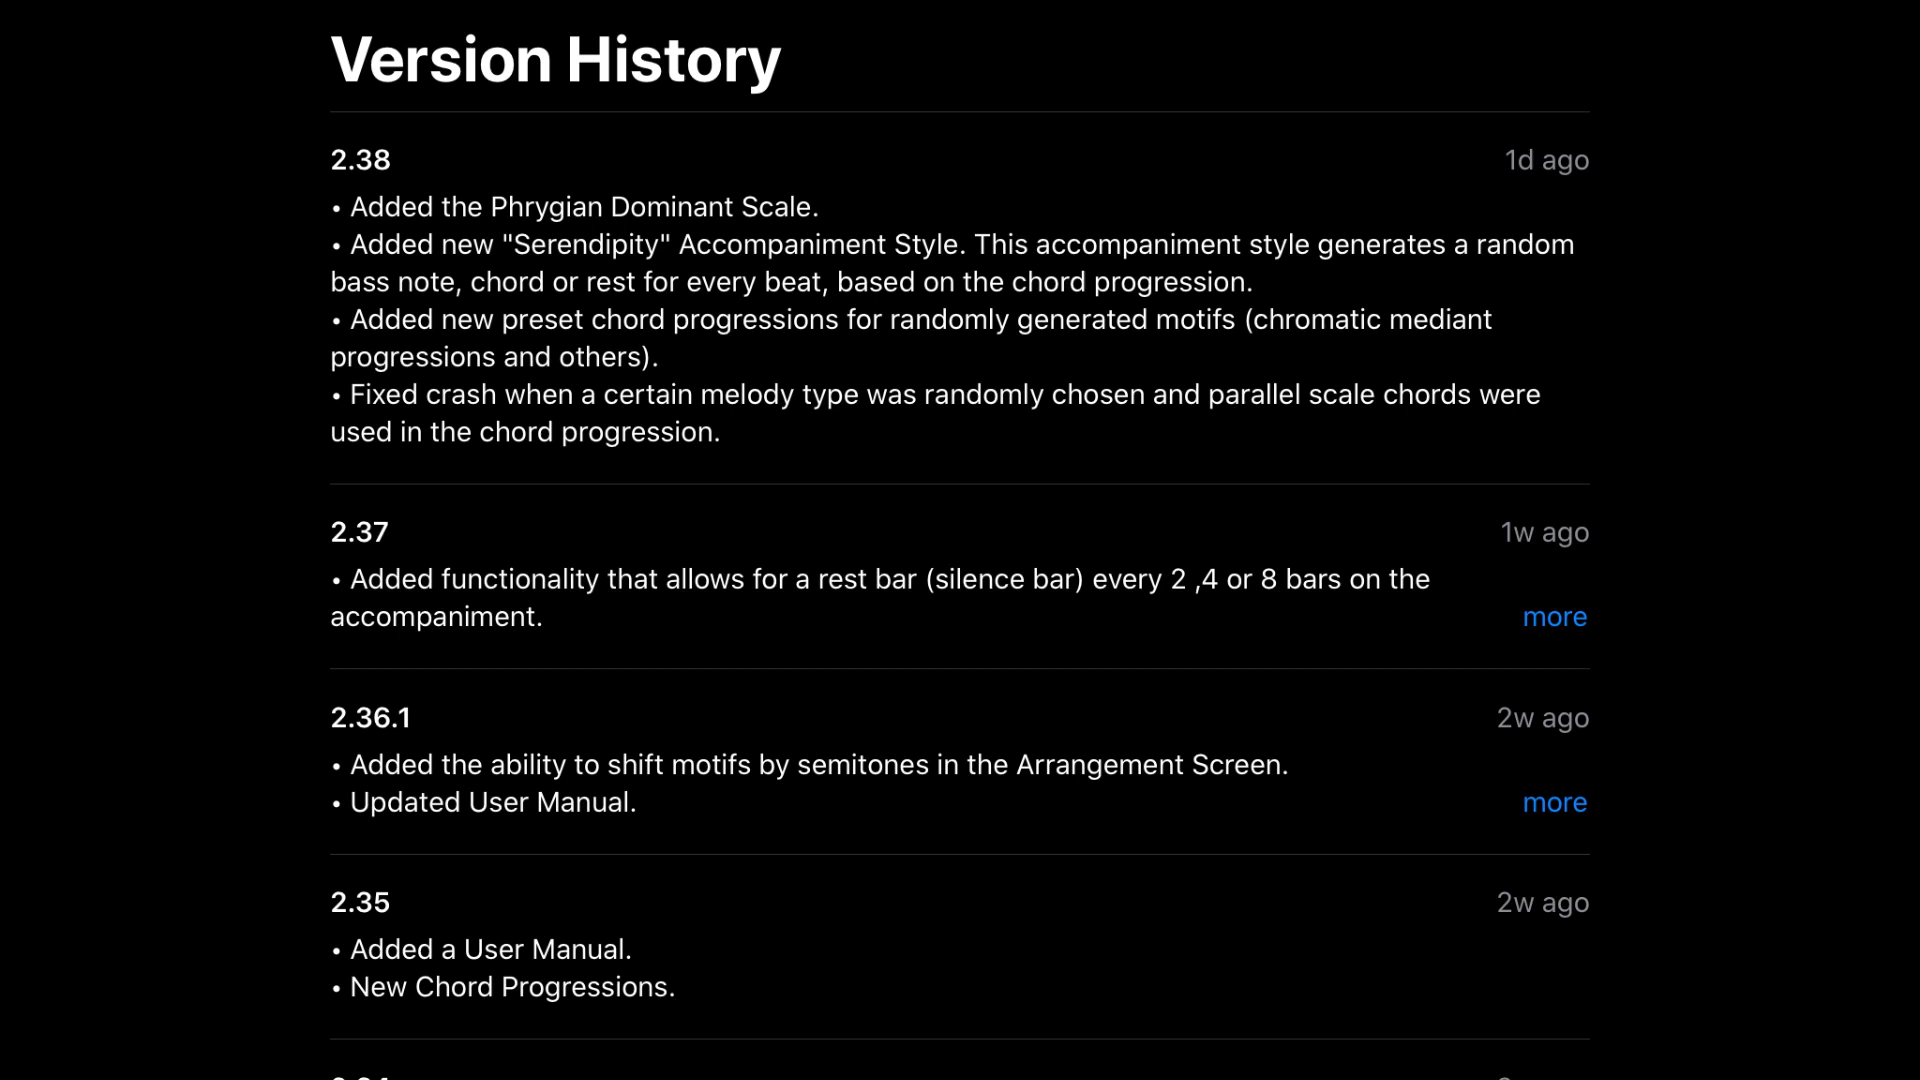 Version History
2.38
1d ago
• Added the Phrygian Dominant Scale.
• Added new "Serendipity" Accompaniment Style. This accompaniment style generates a random
bass note, chord or rest for every beat, based on the chord progression.
• Added new preset chord progressions for randomly generated motifs (chromatic mediant
progressions and others).
• Fixed crash when a certain melody type was randomly chosen and parallel scale chords were
used in the chord progression.
2.37
1w ago
• Added functionality that allows for a rest bar (silence bar) every 2 ,4 or 8 bars on the
accompaniment.
more
2.36.1
2w ago
• Added the ability to shift motifs by semitones in the Arrangement Screen.
• Updated User Manual.
more
2.35
2w ago
• Added a User Manual.
• New Chord Progressions.